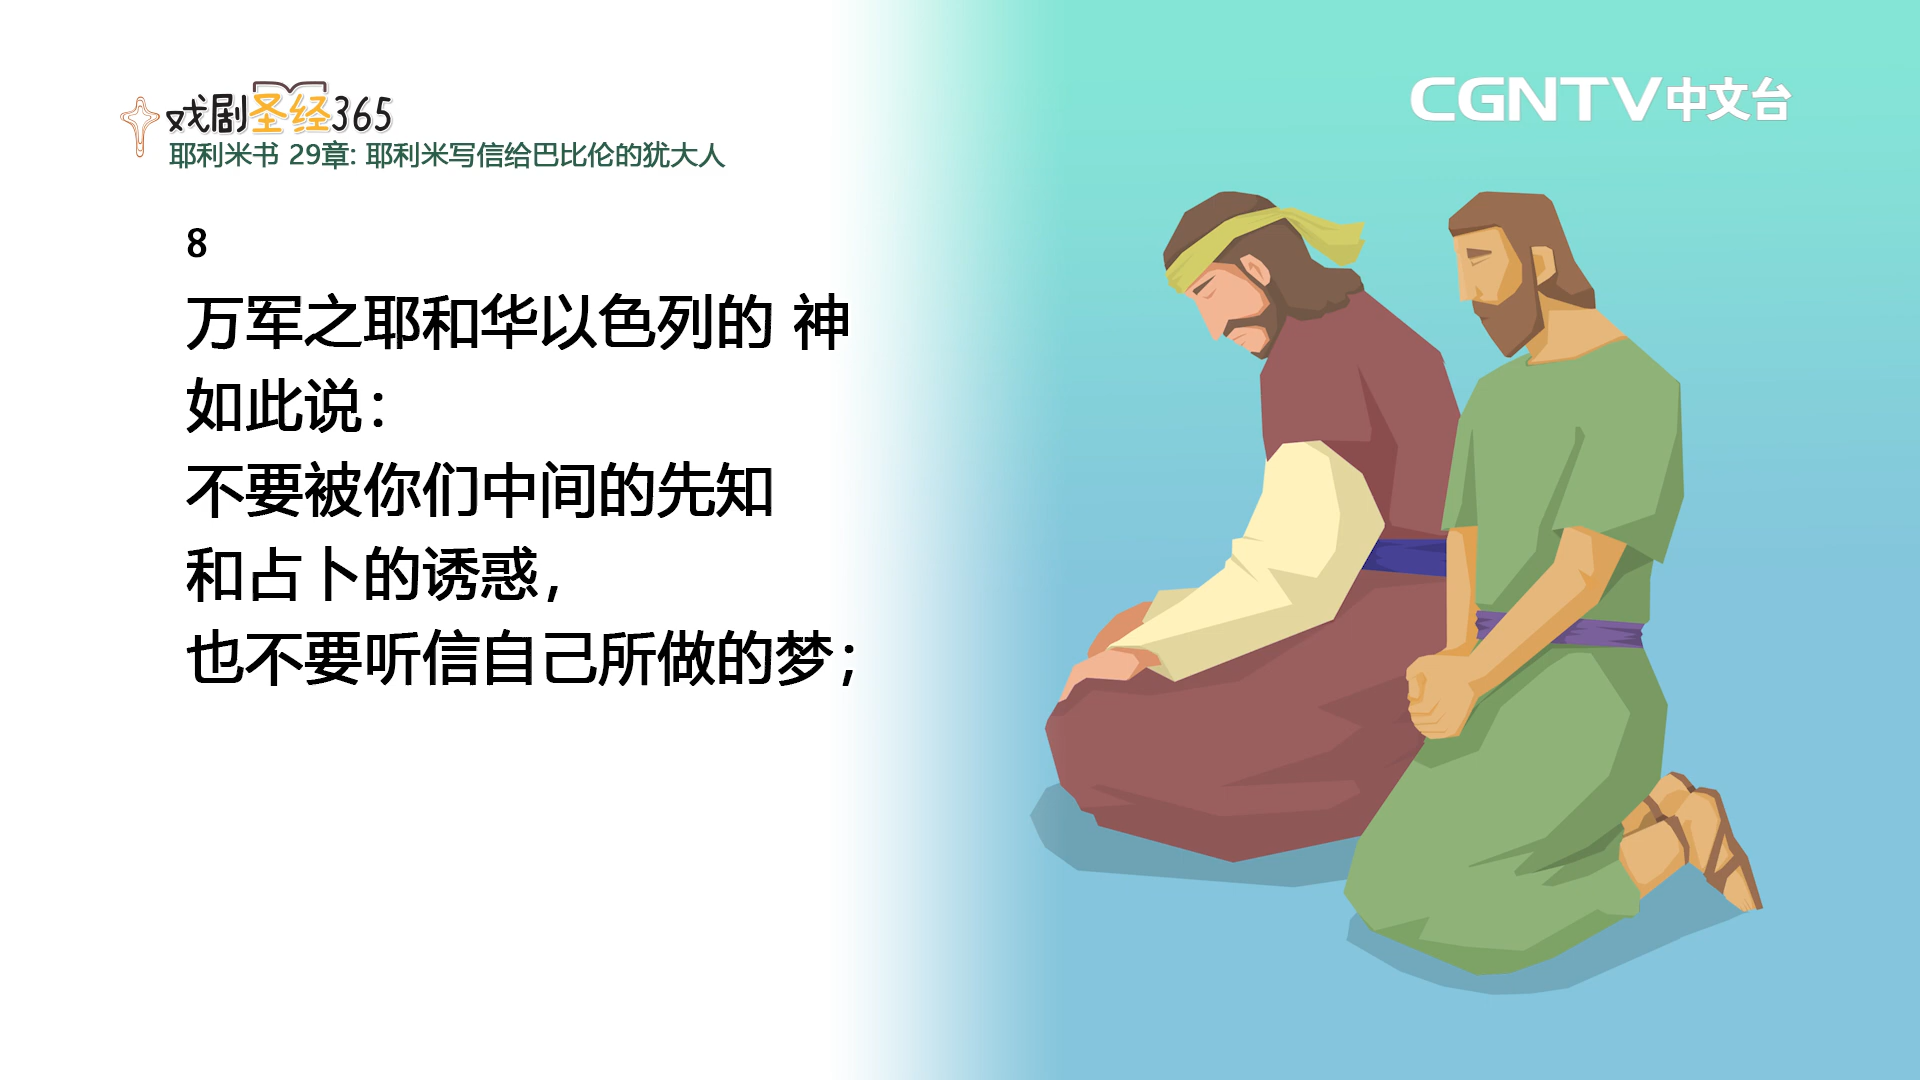 戏剧圣经365
CGNTV中文台
耶利米书 29章: 耶利米写信给巴比伦的犹大人
8
万军之耶和华以色列的 神
如此说：
不要被你们中间的先知
和占卜的诱惑，
也不要听信自己所做的梦；